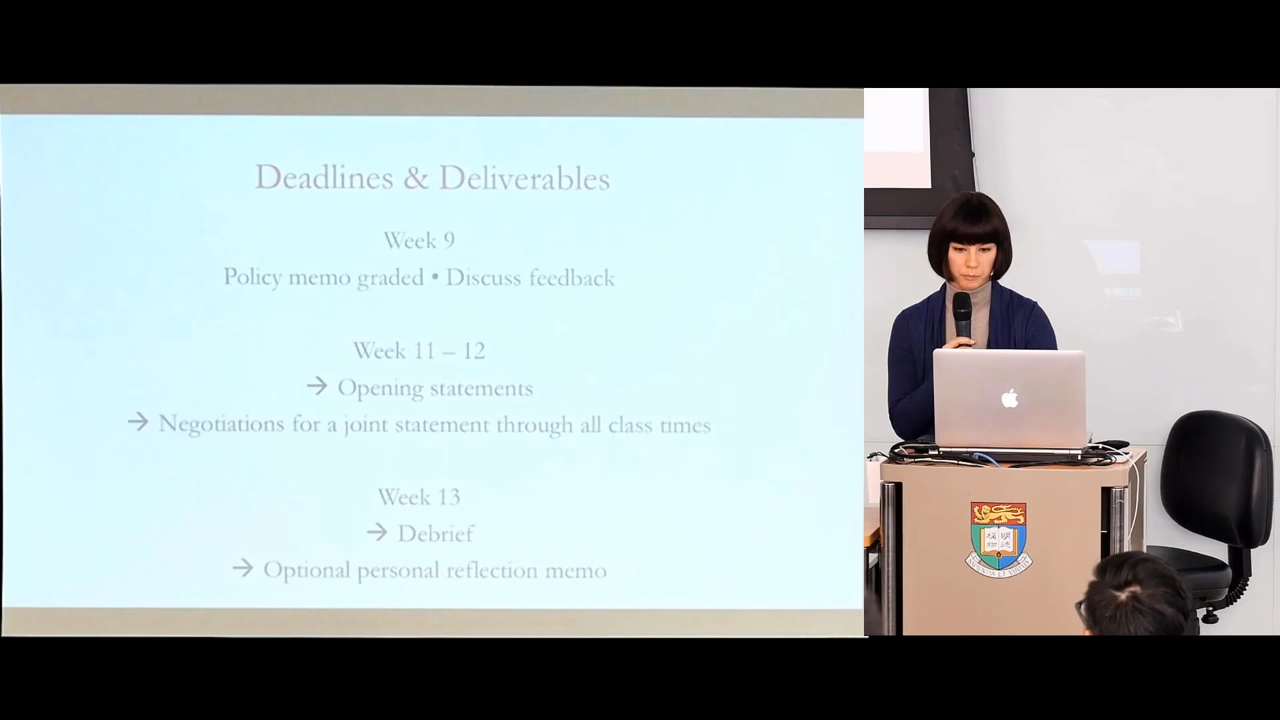 Deadlines & Deliverables
Week 9
Policy memo graded • Discuss feedback
Week 11 – 12
→ Opening statements
→ Negotiations for a joint statement through all class times
Week 13
→ Debrief
→ Optional personal reflection memo